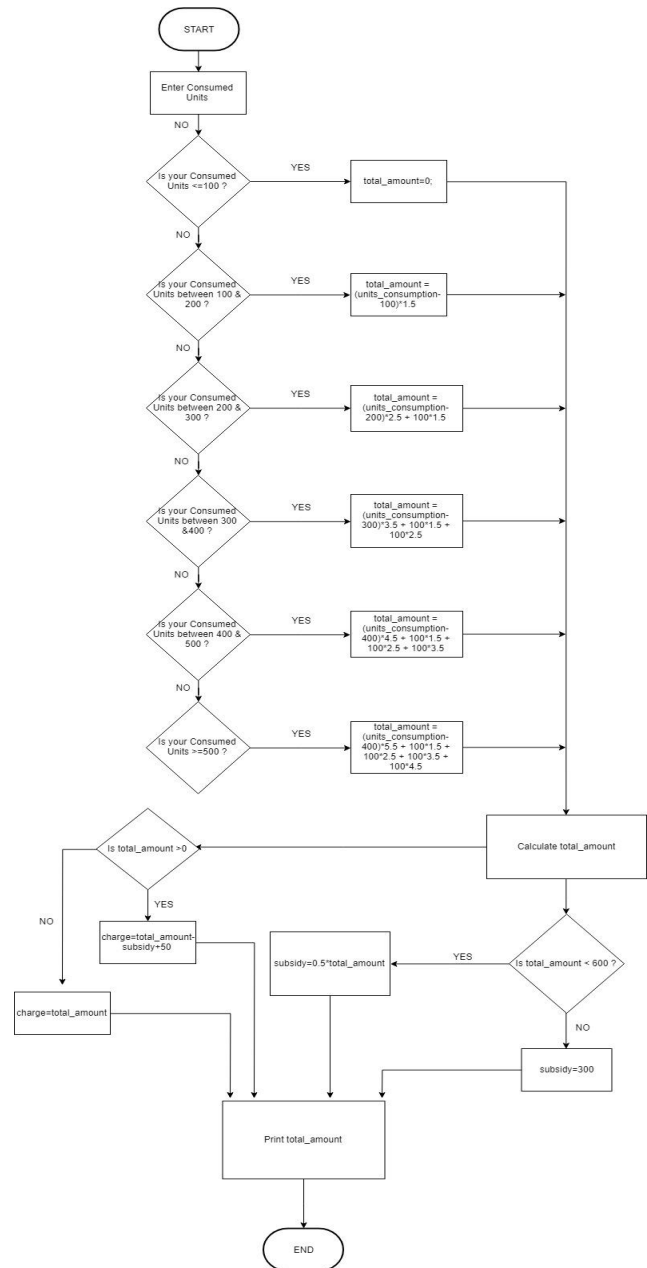 START
Enter Consumed
Units
NO
Is your Consumed
Units <=100 ?
YES
total_amount=0;
NO
Is your Consumed
Units between 100 &
200 ?
YES
total_amount =
(units_consumption-
100)*1.5
NO
Is your Consumed
Units between 200 &
300 ?
YES
total_amount =
(units_consumption-
200)*2.5 + 100*1.5
NO
Is your Consumed
Units between 300
&400 ?
YES
total_amount =
(units_consumption-
300)*3.5 + 100*1.5 +
100*2.5
NO
Is your Consumed
Units between 400 &
500 ?
YES
total_amount =
(units_consumption-
400)*4.5 + 100*1.5 +
100*2.5 + 100*3.5
NO
Is your Consumed
Units >=500 ?
YES
total_amount =
(units_consumption-
400)*5.5 + 100*1.5 +
100*2.5 + 100*3.5 +
100*4.5
Calculate total_amount
Is total_amount >0
NO
YES
charge=total_amount-
subsidy+50
charge=total_amount
Is total_amount < 600 ?
YES
subsidy=0.5*total_amount
NO
subsidy=300
Print total_amount
END